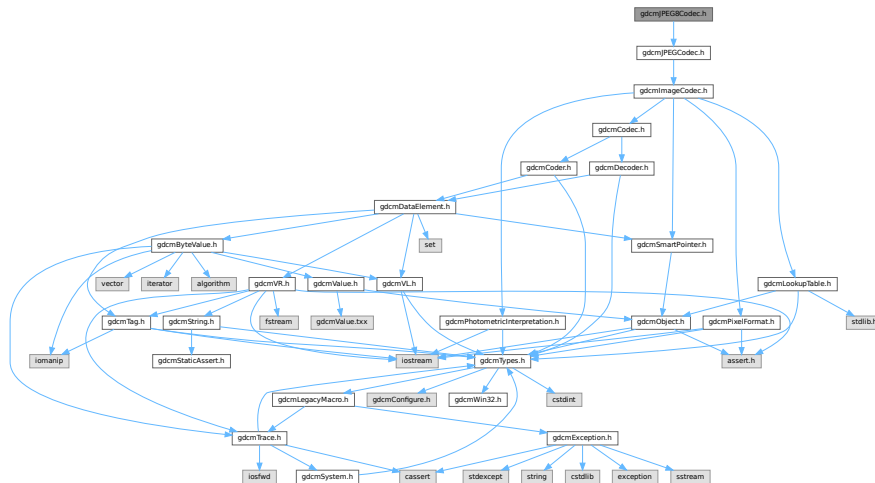 gdcmJPEG8Codec.h
gdcmJPEGCodec.h
gdcmImageCodec.h
gdcmCodec.h
gdcmCoder.h
gdcmDecoder.h
gdcmDataElement.h
gdcmByteValue.h
set
gdcmSmartPointer.h
vector
iterator
algorithm
gdcmVR.h
gdcmValue.h
gdcmVL.h
gdcmLookupTable.h
gdcmTag.h
gdcmString.h
fstream
gdcmValue.txx
gdcmPhotometricInterpretation.h
gdcmObject.h
gdcmPixelFormat.h
stdlib.h
iomanip
gdcmStaticAssert.h
iostream
gdcmTypes.h
assert.h
gdcmLegacyMacro.h
gdcmConfigure.h
gdcmWin32.h
cstdint
gdcmTrace.h
gdcmException.h
iosfwd
gdcmSystem.h
cassert
stdexcept
string
cstdlib
exception
sstream